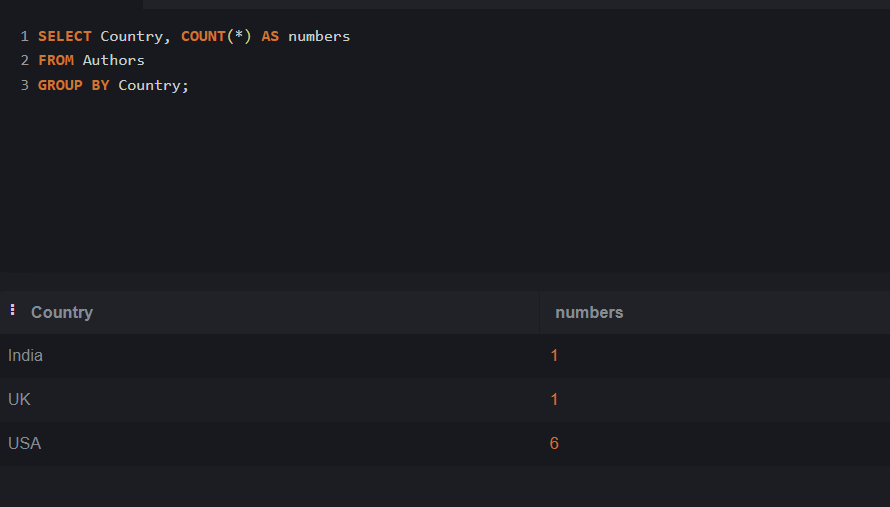 1 SELECT Country, COUNT(*) AS numbers
2 FROM Authors
3 GROUP BY Country;
Country numbers
India 1
UK 1
USA 6